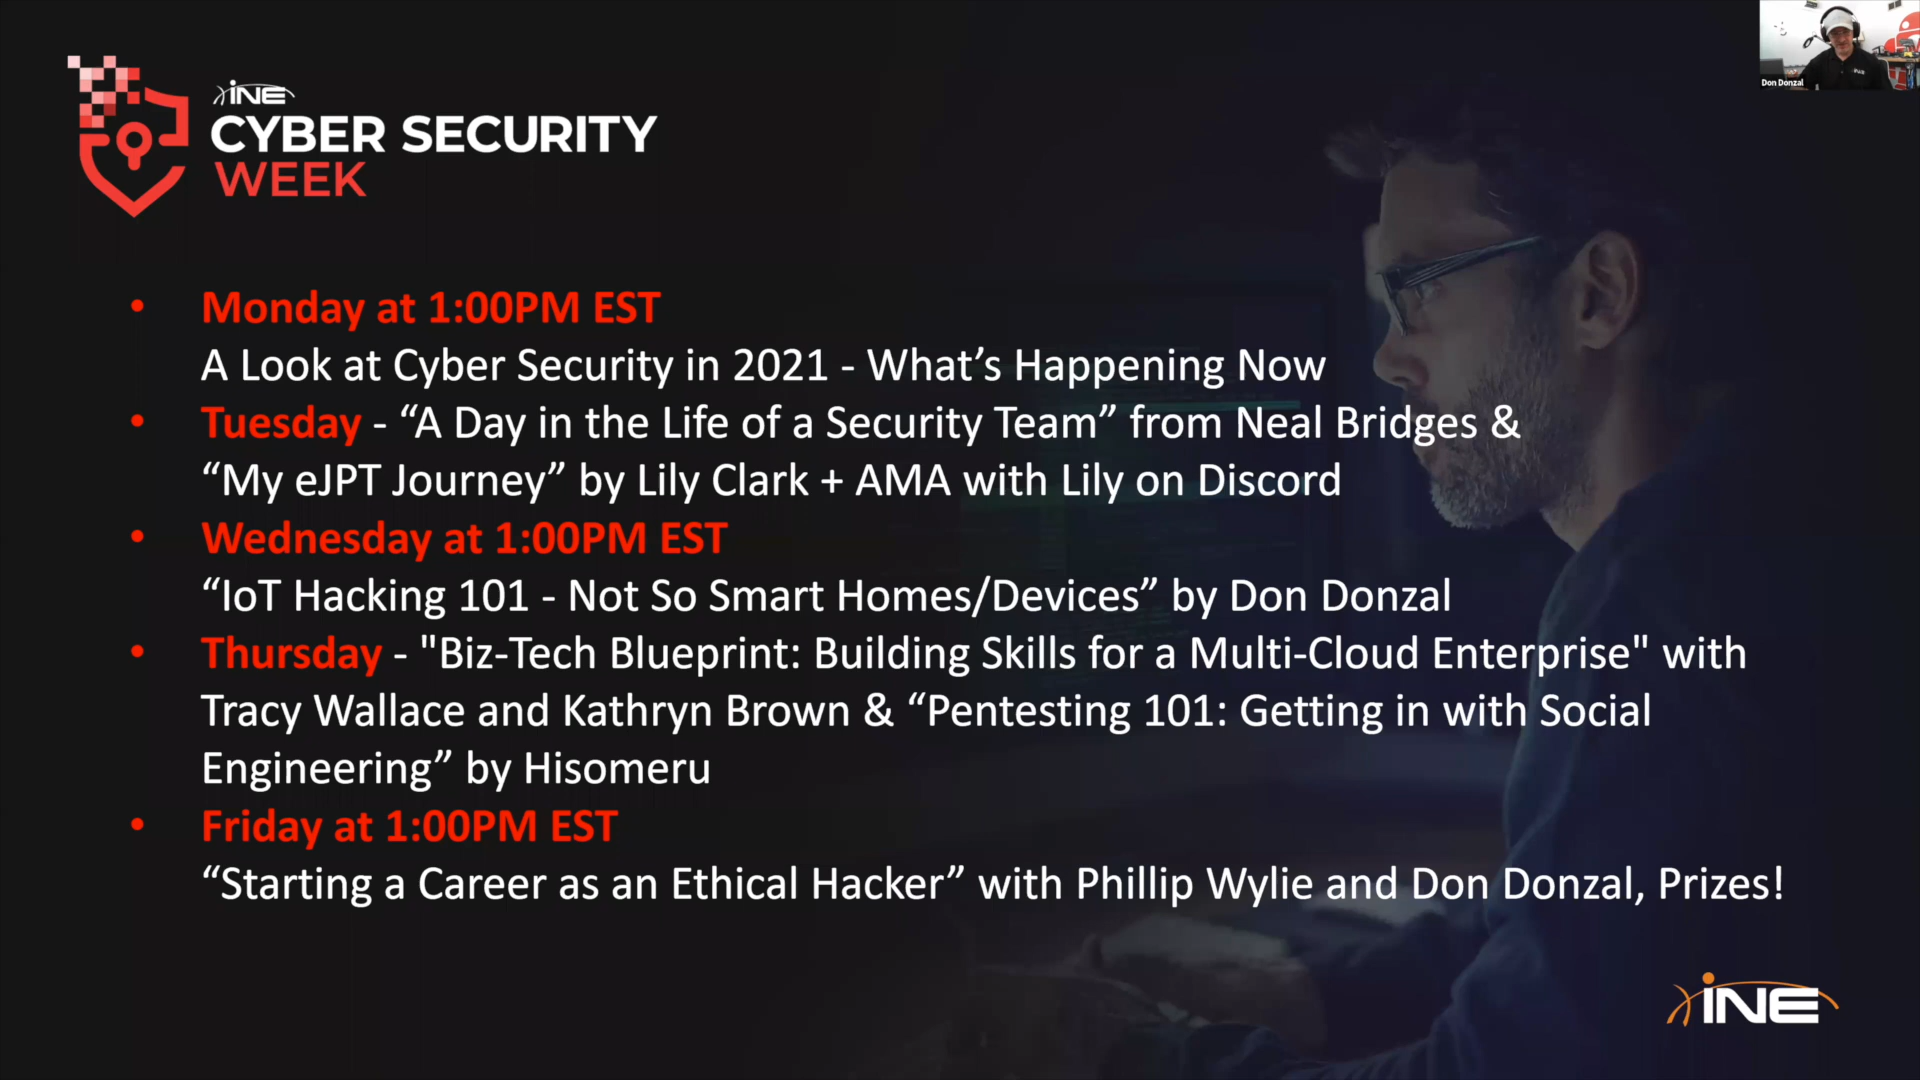 Don Donzal
INE
CYBER SECURITY
WEEK
• Monday at 1:00PM EST
A Look at Cyber Security in 2021 - What’s Happening Now
• Tuesday - “A Day in the Life of a Security Team” from Neal Bridges &
“My eJPT Journey” by Lily Clark + AMA with Lily on Discord
• Wednesday at 1:00PM EST
“IoT Hacking 101 - Not So Smart Homes/Devices” by Don Donzal
• Thursday - "Biz-Tech Blueprint: Building Skills for a Multi-Cloud Enterprise" with
Tracy Wallace and Kathryn Brown & “Pentesting 101: Getting in with Social
Engineering” by Hisomeru
• Friday at 1:00PM EST
“Starting a Career as an Ethical Hacker” with Phillip Wylie and Don Donzal, Prizes!
iNE